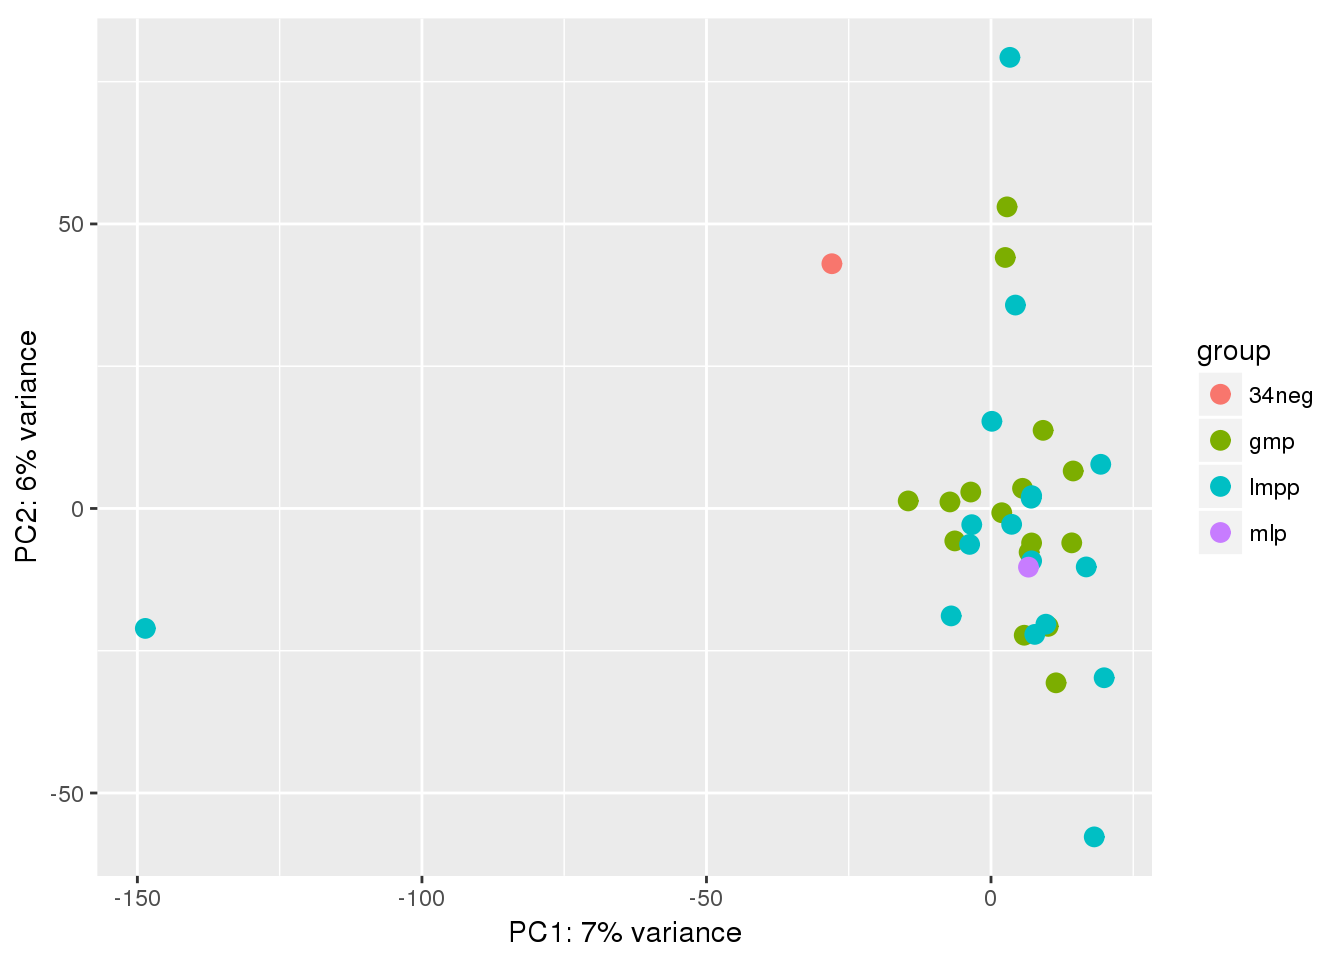 50
0
-50
PC2: 6% variance
-150
-100
-50
0
PC1: 7% variance
group
34neg
gmp
lmpp
mlp